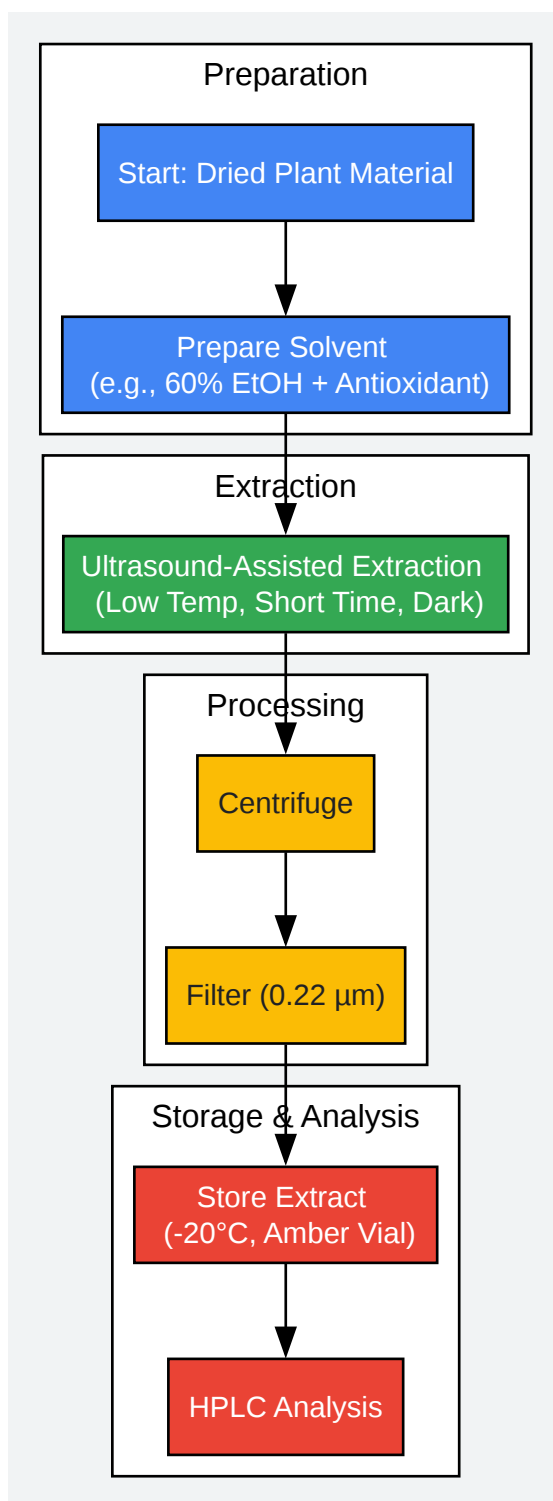 Preparation
Start: Dried Plant Material
Prepare Solvent
(e.g., 60% EtOH + Antioxidant)
Extraction
Ultrasound-Assisted Extraction
(Low Temp, Short Time, Dark)
Processing
Centrifuge
Filter (0.22 µm)
Storage & Analysis
Store Extract
(-20°C, Amber Vial)
HPLC Analysis